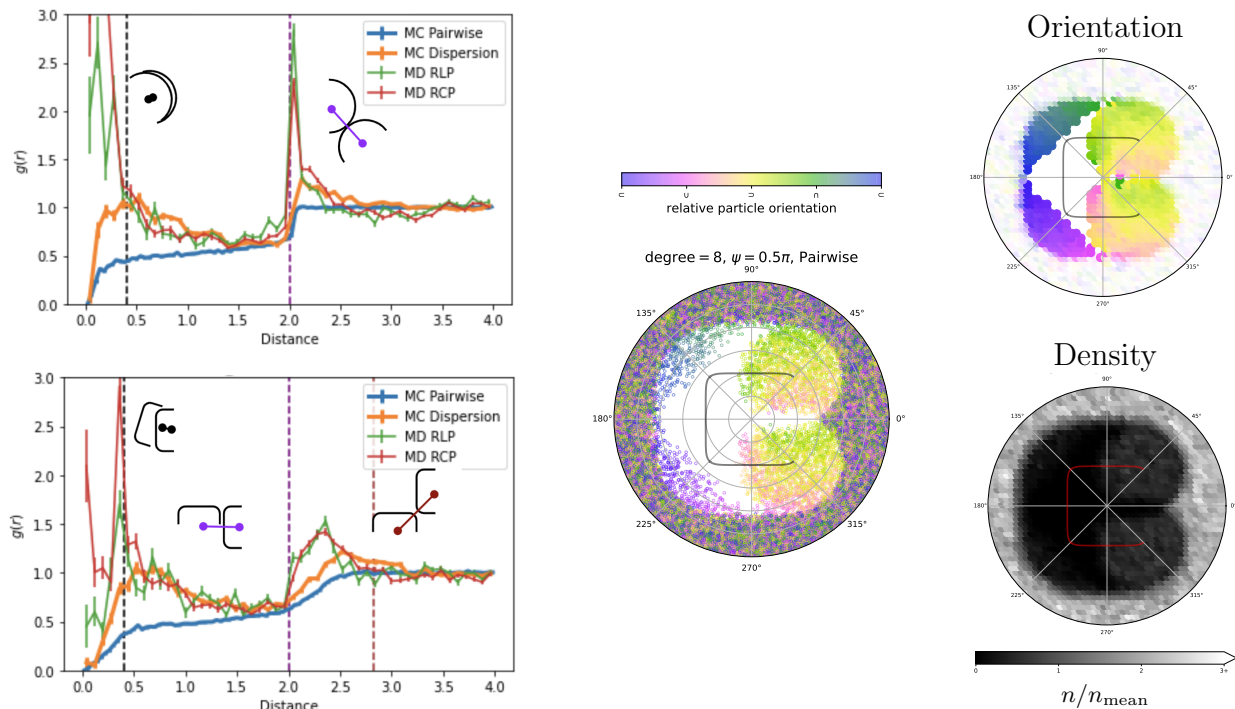 3.0
2.5
2.0
1.5
1.0
0.5
0.0
g(r)
MC Pairwise
MC Dispersion
MD RLP
MD RCP
0.0 0.5 1.0 1.5 2.0 2.5 3.0 3.5 4.0
Distance
3.0
2.5
2.0
1.5
1.0
0.5
0.0
g(r)
MC Pairwise
MC Dispersion
MD RLP
MD RCP
0.0 0.5 1.0 1.5 2.0 2.5 3.0 3.5 4.0
Distance
relative particle orientation
degree = 8, ψ = 0.5π, Pairwise
90°
135° 45°
180° 0°
225° 315°
270°
Orientation
90°
135° 45°
180° 0°
225° 315°
270°
Density
90°
135° 45°
180° 0°
225° 315°
270°
0 1 2 3+
n/n_mean